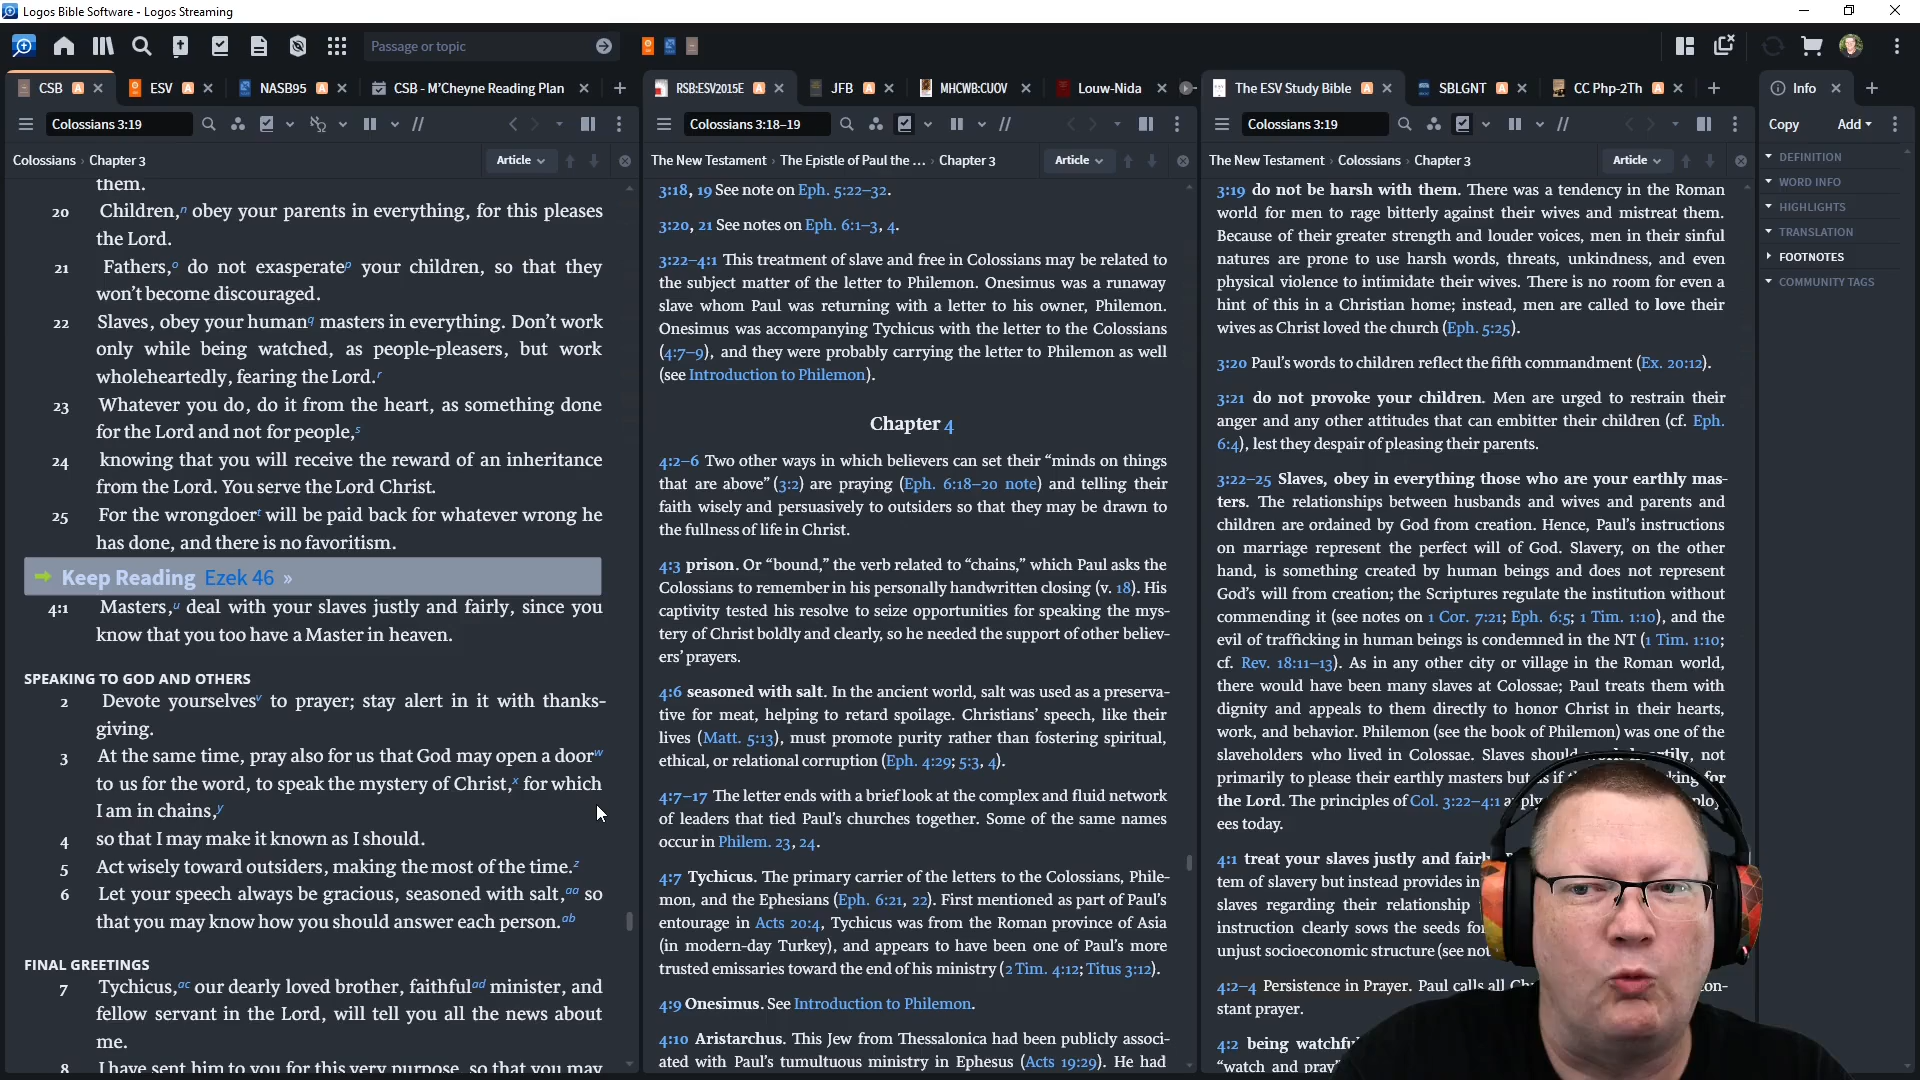 Logos Bible Software - Logos Streaming
Passage or topic
CSB A
ESV A
NASB95 A
CSB - M'Cheyne Reading Plan
RSB:ESV2015E A
JFB A
MHCWB:CUOV
Louw-Nida
The ESV Study Bible A
SBLGNT A
CC Php-2Th A
Info
Colossians 3:19
Colossians 3:18–19
Colossians 3:19
Copy
Add
Colossians › Chapter 3
Article
The New Testament › The Epistle of Paul the ... › Chapter 3
Article
The New Testament › Colossians › Chapter 3
Article
DEFINITION
WORD INFO
HIGHLIGHTS
TRANSLATION
FOOTNOTES
COMMUNITY TAGS
them.
20 Children,n obey your parents in everything, for this pleases
the Lord.
21 Fathers,o do not exasperatep your children, so that they
won't become discouraged.
22 Slaves, obey your humanq masters in everything. Don't work
only while being watched, as people-pleasers, but work
wholeheartedly, fearing the Lord.r
23 Whatever you do, do it from the heart, as something done
for the Lord and not for people,s
24 knowing that you will receive the reward of an inheritance
from the Lord. You serve the Lord Christ.
25 For the wrongdoert will be paid back for whatever wrong he
has done, and there is no favoritism.
Keep Reading Ezek 46 »
4:1 Masters,u deal with your slaves justly and fairly, since you
know that you too have a Master in heaven.
SPEAKING TO GOD AND OTHERS
2 Devote yourselvesv to prayer; stay alert in it with thanks-
giving.
3 At the same time, pray also for us that God may open a doorw
to us for the word, to speak the mystery of Christ,x for which
I am in chains,y
4 so that I may make it known as I should.
5 Act wisely toward outsiders, making the most of the time.z
6 Let your speech always be gracious, seasoned with salt,aa so
that you may know how you should answer each person.ab
FINAL GREETINGS
7 Tychicus,ac our dearly loved brother, faithfulad minister, and
fellow servant in the Lord, will tell you all the news about
me.
8 I have sent him to you for this very purpose, so that you may
3:18, 19 See note on Eph. 5:22–32.
3:20, 21 See notes on Eph. 6:1–3, 4.
3:22–4:1 This treatment of slave and free in Colossians may be related to
the subject matter of the letter to Philemon. Onesimus was a runaway
slave whom Paul was returning with a letter to his owner, Philemon.
Onesimus was accompanying Tychicus with the letter to the Colossians
(4:7–9), and they were probably carrying the letter to Philemon as well
(see Introduction to Philemon).
Chapter 4
4:2–6 Two other ways in which believers can set their “minds on things
that are above” (3:2) are praying (Eph. 6:18–20 note) and telling their
faith wisely and persuasively to outsiders so that they may be drawn to
the fullness of life in Christ.
4:3 prison. Or “bound,” the verb related to “chains,” which Paul asks the
Colossians to remember in his personally handwritten closing (v. 18). His
captivity tested his resolve to seize opportunities for speaking the mys-
tery of Christ boldly and clearly, so he needed the support of other believ-
ers' prayers.
4:6 seasoned with salt. In the ancient world, salt was used as a preserva-
tive for meat, helping to retard spoilage. Christians' speech, like their
lives (Matt. 5:13), must promote purity rather than fostering spiritual,
ethical, or relational corruption (Eph. 4:29; 5:3, 4).
4:7–17 The letter ends with a brief look at the complex and fluid network
of leaders that tied Paul's churches together. Some of the same names
occur in Philem. 23, 24.
4:7 Tychicus. The primary carrier of the letters to the Colossians, Phile-
mon, and the Ephesians (Eph. 6:21, 22). First mentioned as part of Paul's
entourage in Acts 20:4, Tychicus was from the Roman province of Asia
(in modern-day Turkey), and appears to have been one of Paul's more
trusted emissaries toward the end of his ministry (2 Tim. 4:12; Titus 3:12).
4:9 Onesimus. See Introduction to Philemon.
4:10 Aristarchus. This Jew from Thessalonica had been publicly associ-
ated with Paul's tumultuous ministry in Ephesus (Acts 19:29). He had
3:19 do not be harsh with them. There was a tendency in the Roman
world for men to rage bitterly against their wives and mistreat them.
Because of their greater strength and louder voices, men in their sinful
natures are prone to use harsh words, threats, unkindness, and even
physical violence to intimidate their wives. There is no room for even a
hint of this in a Christian home; instead, men are called to love their
wives as Christ loved the church (Eph. 5:25).
3:20 Paul's words to children reflect the fifth commandment (Ex. 20:12).
3:21 do not provoke your children. Men are urged to restrain their
anger and any other attitudes that can embitter their children (cf. Eph.
6:4), lest they despair of pleasing their parents.
3:22–25 Slaves, obey in everything those who are your earthly mas-
ters. The relationships between husbands and wives and parents and
children are ordained by God from creation. Hence, Paul's instructions
on marriage represent the perfect will of God. Slavery, on the other
hand, is something created by human beings and does not represent
God's will from creation; the Scriptures regulate the institution without
commending it (see notes on 1 Cor. 7:21; Eph. 6:5; 1 Tim. 1:10), and the
evil of trafficking in human beings is condemned in the NT (1 Tim. 1:10;
cf. Rev. 18:11–13). As in any other city or village in the Roman world,
there would have been many slaves at Colossae; Paul treats them with
dignity and appeals to them directly to honor Christ in their hearts,
work, and behavior. Philemon (see the book of Philemon) was one of the
slaveholders who lived in Colossae. Slaves should not
primarily to please their earthly masters but for
the Lord. The principles of Col. 3:22–4:1
ees today.
4:1 treat your slaves justly and
tem of slavery but instead provides
slaves regarding their relationship
instruction clearly sows the seeds
unjust socioeconomic structure (see
4:2–4 Persistence in Prayer. Paul calls all con-
stant prayer.
4:2 being
“watch and pray”